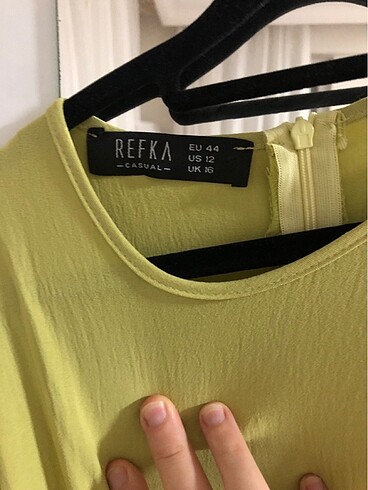 REFKA
–CASUAL–
EU 44
US 12
UK 16